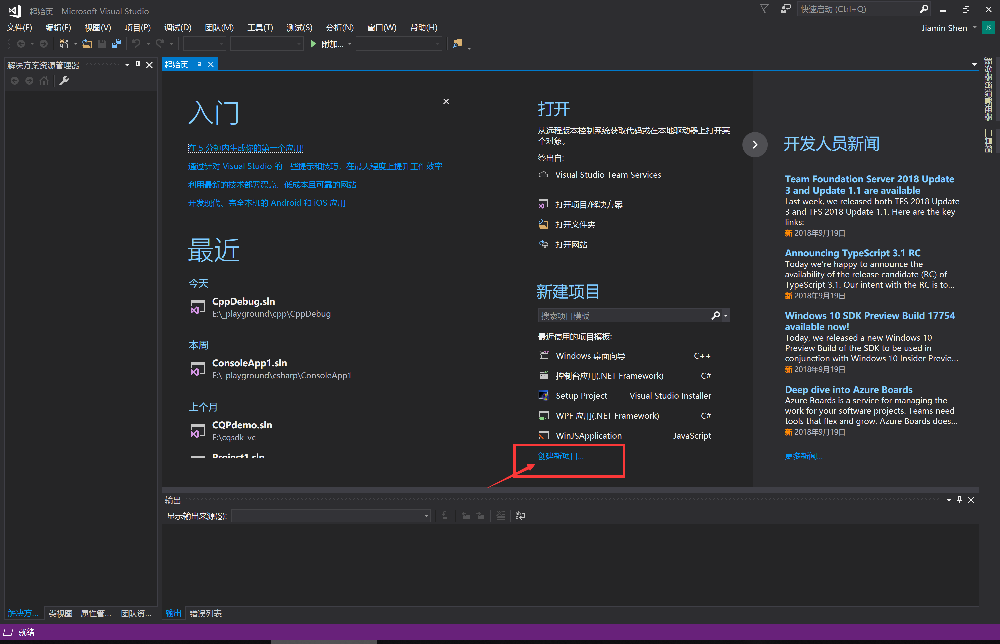 起始页 - Microsoft Visual Studio
快速启动 (Ctrl+Q)
文件(F) 编辑(E) 视图(V) 项目(P) 调试(D) 团队(M) 工具(T) 测试(S) 分析(N) 窗口(W) 帮助(H)
Jiamin Shen
JS
附加...
解决方案资源管理器
起始页
入门
在 5 分钟内生成你的第一个应用!
通过针对 Visual Studio 的一些提示和技巧，在最大程度上提升工作效率
利用最新的技术部署漂亮、低成本且可靠的网站
开发现代、完全本机的 Android 和 iOS 应用
最近
今天
CppDebug.sln
E:\_playground\cpp\CppDebug
本周
ConsoleApp1.sln
E:\_playground\csharp\ConsoleApp1
上个月
CQPdemo.sln
E:\cqsdk-vc
Project1.sln
打开
从远程版本控制系统获取代码或在本地驱动器上打开某
个对象。
签出自:
Visual Studio Team Services
打开项目/解决方案
打开文件夹
打开网站
新建项目
搜索项目模板
最近使用的项目模板:
Windows 桌面向导 C++
控制台应用(.NET Framework) C#
Setup Project Visual Studio Installer
WPF 应用(.NET Framework) C#
WinJSApplication JavaScript
创建新项目...
开发人员新闻
Team Foundation Server 2018 Update
3 and Update 1.1 are available
Last week, we released both TFS 2018 Update
3 and TFS 2018 Update 1.1. Here are the key
links:
新 2018年9月19日
Announcing TypeScript 3.1 RC
Today we’re happy to announce the
availability of the release candidate (RC) of
TypeScript 3.1. Our intent with the RC is to...
新 2018年9月19日
Windows 10 SDK Preview Build 17754
available now!
Today, we released a new Windows 10
Preview Build of the SDK to be used in
conjunction with Windows 10 Insider Previe...
新 2018年9月19日
Deep dive into Azure Boards
Azure Boards is a service for managing the
work for your software projects. Teams need
tools that flex and grow. Azure Boards does...
新 2018年9月19日
更多新闻...
服务器资源管理器
工具箱
输出
显示输出来源(S):
解决方... 类视图 属性管... 团队资...
输出 错误列表
就绪